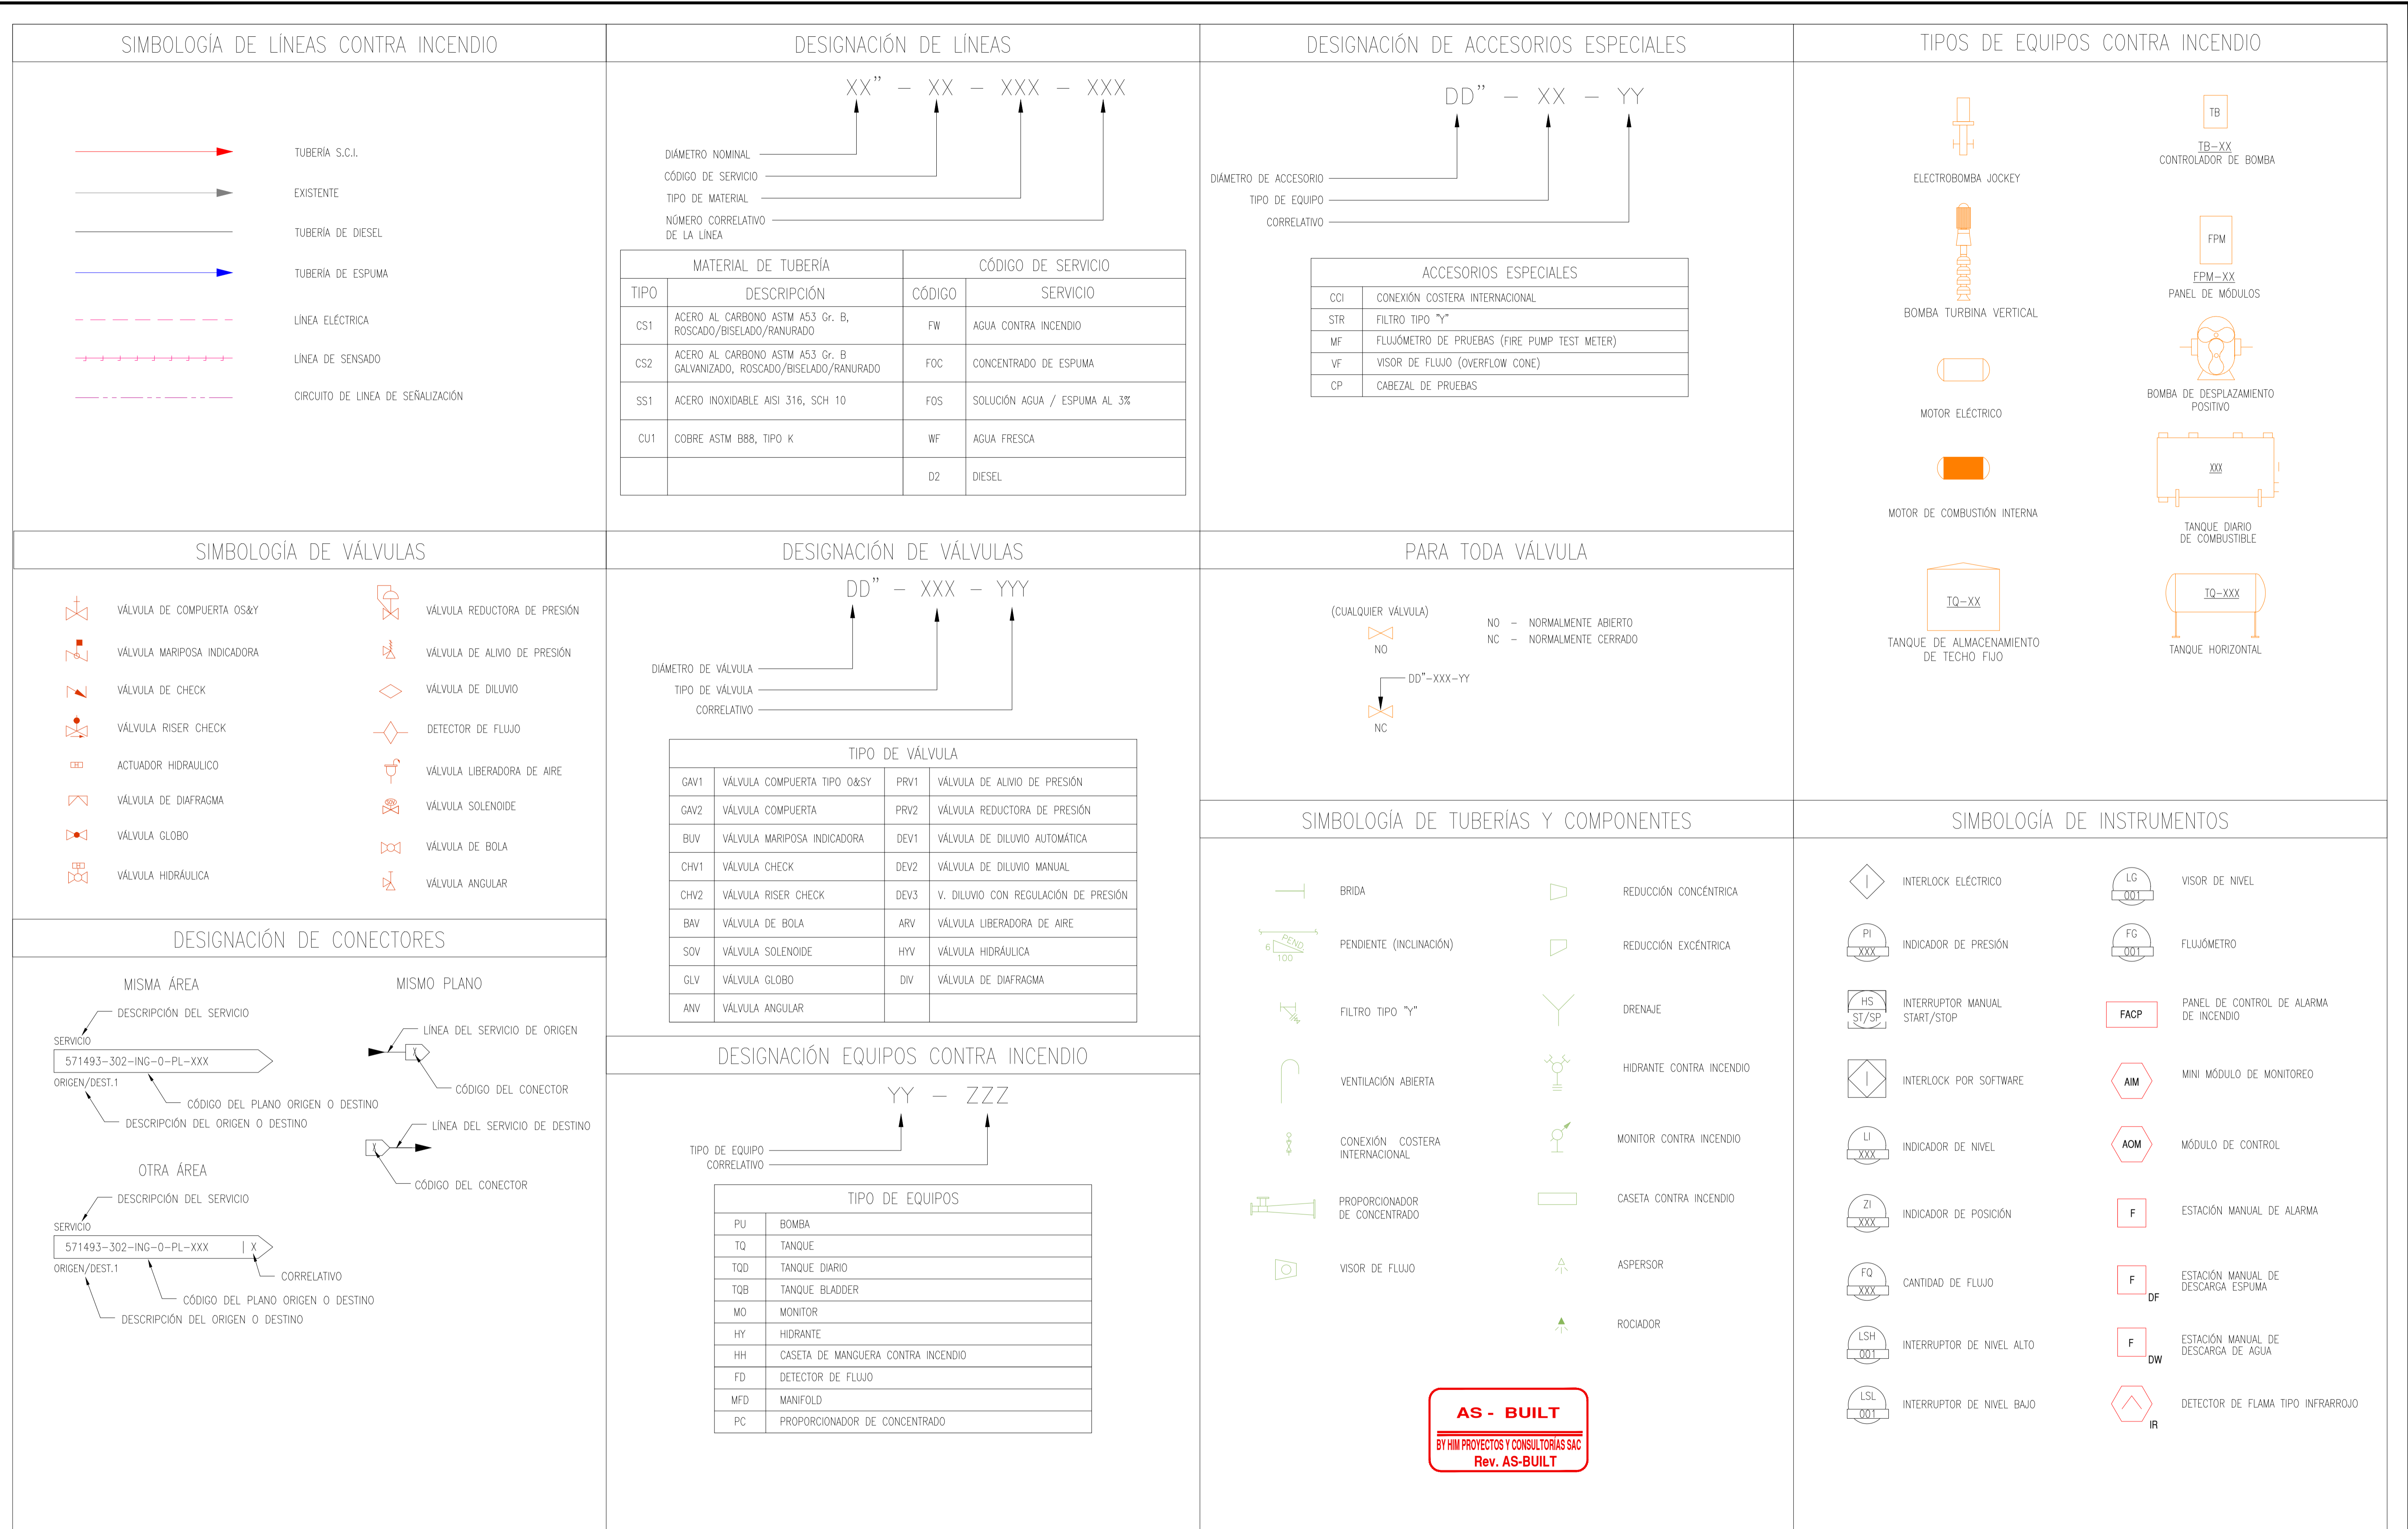 SIMBOLOGÍA DE LÍNEAS CONTRA INCENDIO
TUBERÍA S.C.I.
EXISTENTE
TUBERÍA DE DIESEL
TUBERÍA DE ESPUMA
LÍNEA ELÉCTRICA
LÍNEA DE SENSADO
CIRCUITO DE LINEA DE SEÑALIZACIÓN
DESIGNACIÓN DE LÍNEAS
XX" - XX - XXX - XXX
DIÁMETRO NOMINAL
CÓDIGO DE SERVICIO
TIPO DE MATERIAL
NÚMERO CORRELATIVO
DE LA LÍNEA
MATERIAL DE TUBERÍA CÓDIGO DE SERVICIO
TIPO DESCRIPCIÓN CÓDIGO SERVICIO
CS1 ACERO AL CARBONO ASTM A53 Gr. B,
ROSCADO/BISELADO/RANURADO FW AGUA CONTRA INCENDIO
CS2 ACERO AL CARBONO ASTM A53 Gr. B
GALVANIZADO, ROSCADO/BISELADO/RANURADO FOC CONCENTRADO DE ESPUMA
SS1 ACERO INOXIDABLE AISI 316, SCH 10 FOS SOLUCIÓN AGUA / ESPUMA AL 3%
CU1 COBRE ASTM B88, TIPO K WF AGUA FRESCA
D2 DIESEL
DESIGNACIÓN DE ACCESORIOS ESPECIALES
DD" - XX - YY
DIÁMETRO DE ACCESORIO
TIPO DE EQUIPO
CORRELATIVO
ACCESORIOS ESPECIALES
CCI CONEXIÓN COSTERA INTERNACIONAL
STR FILTRO TIPO "Y"
MF FLUJÓMETRO DE PRUEBAS (FIRE PUMP TEST METER)
VF VISOR DE FLUJO (OVERFLOW CONE)
CP CABEZAL DE PRUEBAS
TIPOS DE EQUIPOS CONTRA INCENDIO
ELECTROBOMBA JOCKEY
TB
TB-XX
CONTROLADOR DE BOMBA
BOMBA TURBINA VERTICAL
FPM
FPM-XX
PANEL DE MÓDULOS
MOTOR ELÉCTRICO
BOMBA DE DESPLAZAMIENTO
POSITIVO
MOTOR DE COMBUSTIÓN INTERNA
XXX
TANQUE DIARIO
DE COMBUSTIBLE
TQ-XX
TANQUE DE ALMACENAMIENTO
DE TECHO FIJO
TQ-XXX
TANQUE HORIZONTAL
SIMBOLOGÍA DE VÁLVULAS
VÁLVULA DE COMPUERTA OS&Y
VÁLVULA MARIPOSA INDICADORA
VÁLVULA DE CHECK
VÁLVULA RISER CHECK
H
ACTUADOR HIDRAULICO
VÁLVULA DE DIAFRAGMA
VÁLVULA GLOBO
H
VÁLVULA HIDRÁULICA
VÁLVULA REDUCTORA DE PRESIÓN
VÁLVULA DE ALIVIO DE PRESIÓN
VÁLVULA DE DILUVIO
DETECTOR DE FLUJO
VÁLVULA LIBERADORA DE AIRE
SOV
VÁLVULA SOLENOIDE
VÁLVULA DE BOLA
VÁLVULA ANGULAR
DESIGNACIÓN DE VÁLVULAS
DD" - XXX - YYY
DIÁMETRO DE VÁLVULA
TIPO DE VÁLVULA
CORRELATIVO
TIPO DE VÁLVULA
GAV1 VÁLVULA COMPUERTA TIPO O&SY PRV1 VÁLVULA DE ALIVIO DE PRESIÓN
GAV2 VÁLVULA COMPUERTA PRV2 VÁLVULA REDUCTORA DE PRESIÓN
BUV VÁLVULA MARIPOSA INDICADORA DEV1 VÁLVULA DE DILUVIO AUTOMÁTICA
CHV1 VÁLVULA CHECK DEV2 VÁLVULA DE DILUVIO MANUAL
CHV2 VÁLVULA RISER CHECK DEV3 V. DILUVIO CON REGULACIÓN DE PRESIÓN
BAV VÁLVULA DE BOLA ARV VÁLVULA LIBERADORA DE AIRE
SOV VÁLVULA SOLENOIDE HYV VÁLVULA HIDRÁULICA
GLV VÁLVULA GLOBO DIV VÁLVULA DE DIAFRAGMA
ANV VÁLVULA ANGULAR
PARA TODA VÁLVULA
(CUALQUIER VÁLVULA)
NO
NO - NORMALMENTE ABIERTO
NC - NORMALMENTE CERRADO
DD"-XXX-YY
NC
DESIGNACIÓN DE CONECTORES
MISMA ÁREA
DESCRIPCIÓN DEL SERVICIO
SERVICIO
571493-302-ING-0-PL-XXX
ORIGEN/DEST.1
CÓDIGO DEL PLANO ORIGEN O DESTINO
DESCRIPCIÓN DEL ORIGEN O DESTINO
OTRA ÁREA
DESCRIPCIÓN DEL SERVICIO
SERVICIO
571493-302-ING-0-PL-XXX | X
ORIGEN/DEST.1
CORRELATIVO
CÓDIGO DEL PLANO ORIGEN O DESTINO
DESCRIPCIÓN DEL ORIGEN O DESTINO
MISMO PLANO
LÍNEA DEL SERVICIO DE ORIGEN
X
CÓDIGO DEL CONECTOR
LÍNEA DEL SERVICIO DE DESTINO
X
CÓDIGO DEL CONECTOR
DESIGNACIÓN EQUIPOS CONTRA INCENDIO
YY - ZZZ
TIPO DE EQUIPO
CORRELATIVO
TIPO DE EQUIPOS
PU BOMBA
TQ TANQUE
TQD TANQUE DIARIO
TQB TANQUE BLADDER
MO MONITOR
HY HIDRANTE
HH CASETA DE MANGUERA CONTRA INCENDIO
FD DETECTOR DE FLUJO
MFD MANIFOLD
PC PROPORCIONADOR DE CONCENTRADO
SIMBOLOGÍA DE TUBERÍAS Y COMPONENTES
BRIDA
PEND.
6
100
PENDIENTE (INCLINACIÓN)
FILTRO TIPO "Y"
VENTILACIÓN ABIERTA
CONEXIÓN COSTERA
INTERNACIONAL
PROPORCIONADOR
DE CONCENTRADO
VISOR DE FLUJO
REDUCCIÓN CONCÉNTRICA
REDUCCIÓN EXCÉNTRICA
DRENAJE
HIDRANTE CONTRA INCENDIO
MONITOR CONTRA INCENDIO
CASETA CONTRA INCENDIO
ASPERSOR
ROCIADOR
AS - BUILT
BY HIM PROYECTOS Y CONSULTORÍAS SAC
Rev. AS-BUILT
SIMBOLOGÍA DE INSTRUMENTOS
I
INTERLOCK ELÉCTRICO
PI
XXX
INDICADOR DE PRESIÓN
HS
ST/SP
INTERRUPTOR MANUAL
START/STOP
I
INTERLOCK POR SOFTWARE
LI
XXX
INDICADOR DE NIVEL
ZI
XXX
INDICADOR DE POSICIÓN
FQ
XXX
CANTIDAD DE FLUJO
LSH
001
INTERRUPTOR DE NIVEL ALTO
LSL
001
INTERRUPTOR DE NIVEL BAJO
LG
001
VISOR DE NIVEL
FG
001
FLUJÓMETRO
FACP
PANEL DE CONTROL DE ALARMA
DE INCENDIO
AIM
MINI MÓDULO DE MONITOREO
AOM
MÓDULO DE CONTROL
F
ESTACIÓN MANUAL DE ALARMA
F
DF
ESTACIÓN MANUAL DE
DESCARGA ESPUMA
F
DW
ESTACIÓN MANUAL DE
DESCARGA DE AGUA
IR
DETECTOR DE FLAMA TIPO INFRARROJO